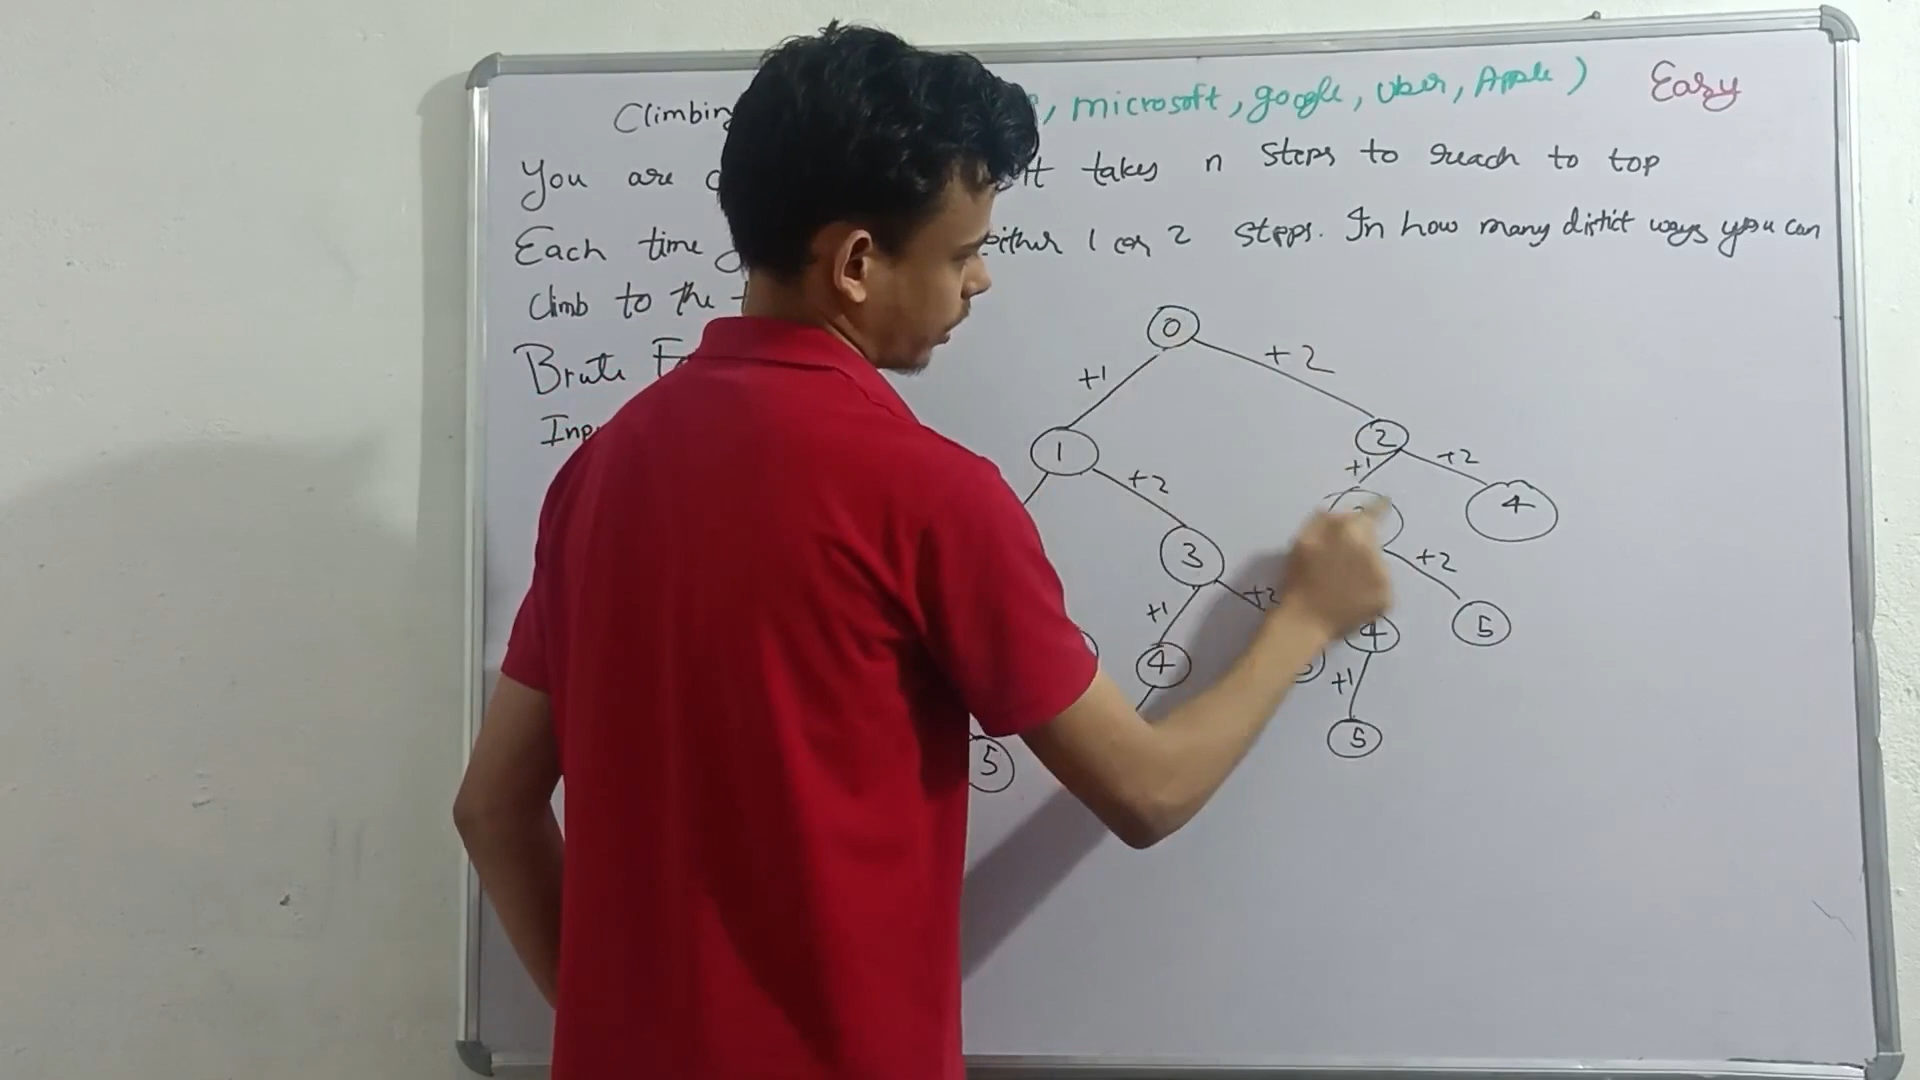 Climbing , microsoft, google, uber, Apple) Easy
You are takes n steps to reach to top
Each time either 1 or 2 steps. In how many distict ways you can
climb to the
Brute
0
+1 +2
1 2
+2 +1 +2
4
3 +2
+1 +2
4 5
4 +1
5 5